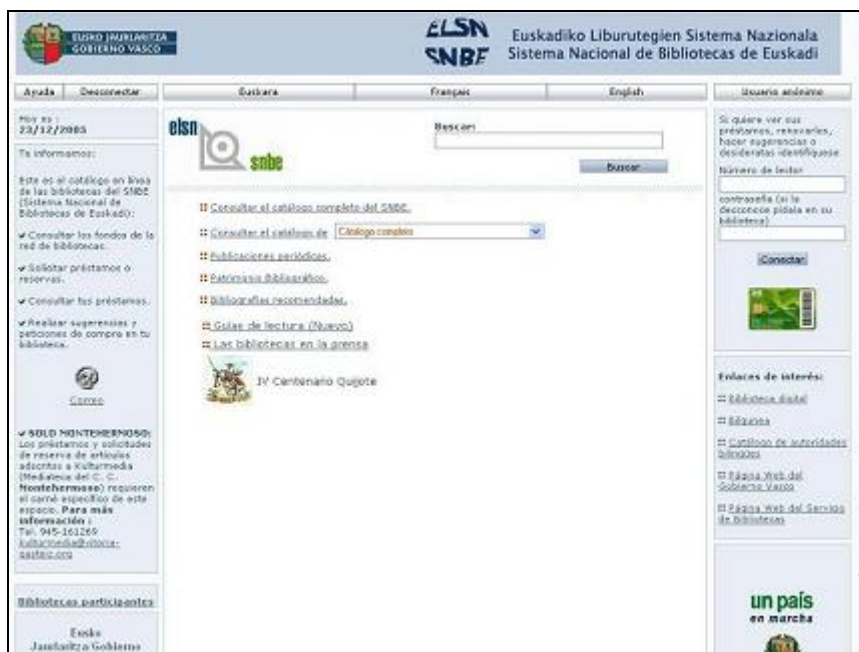 EUSKO JAURLARITZA
GOBIERNO VASCO
ELSN
SNBE
Euskadiko Liburutegien Sistema Nazionala
Sistema Nacional de Bibliotecas de Euskadi
Ayuda
Desconectar
Euskara
Français
English
Usuario anónimo
Hoy es :
23/12/2005
Te informamos:
Este es el catálogo en línea
de las bibliotecas del SNBE
(Sistema Nacional de
Bibliotecas de Euskadi):
Consultar los fondos de la
red de bibliotecas.
Solicitar préstamos o
reservas.
Consultar tus préstamos.
Realizar sugerencias y
peticiones de compra en tu
biblioteca.
Correo
SOLO MONTEHERMOSO:
Los préstamos y solicitudes
de reserva de artículos
adscritos a Kulturmedia
(Mediateca del C. C.
Montehermoso) requieren
el carné específico de este
espacio. Para más
información :
Tel. 945-161269
kulturmedia@vitoria-
gasteiz.org
Bibliotecas participantes
Eusko
Jaurlaritza Gobierno
elsn
snbe
Buscar:
Buscar
Consultar el catálogo completo del SNBE.
Consultar el catálogo de
Catálogo completo
Publicaciones periódicas.
Patrimonio Bibliográfico.
Bibliografías recomendadas.
Guías de lectura (Nuevo)
Las bibliotecas en la prensa
IV Centenario Quijote
Si quiere ver sus
préstamos, renovarlos,
hacer sugerencias o
desideratas identifíquese
Número de lector
contraseña (si la
desconoce pídala en su
biblioteca)
Conectar
Enlaces de interés:
Biblioteca digital
Bilgunea
Catálogo de autoridades
bilingües
Página Web del
Gobierno Vasco
Página Web del Servicio
de Bibliotecas
un país
en marcha